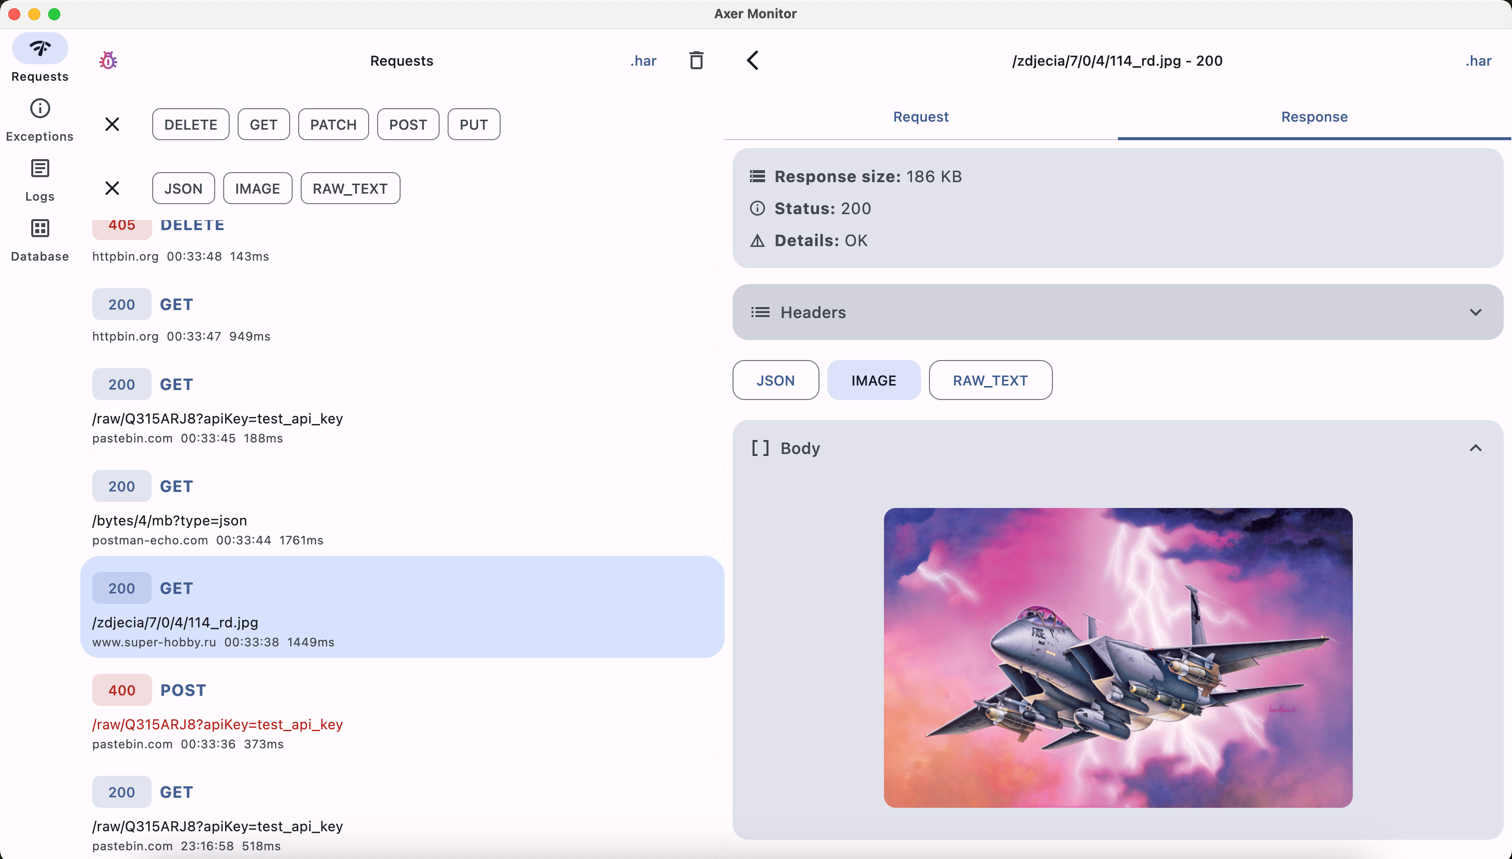 Axer Monitor
Requests
Exceptions
Logs
Database
Requests
.har
DELETE GET PATCH POST PUT
JSON IMAGE RAW_TEXT
405 DELETE
httpbin.org 00:33:48 143ms
200 GET
httpbin.org 00:33:47 949ms
200 GET
/raw/Q315ARJ8?apiKey=test_api_key
pastebin.com 00:33:45 188ms
200 GET
/bytes/4/mb?type=json
postman-echo.com 00:33:44 1761ms
200 GET
/zdjecia/7/0/4/114_rd.jpg
www.super-hobby.ru 00:33:38 1449ms
400 POST
/raw/Q315ARJ8?apiKey=test_api_key
pastebin.com 00:33:36 373ms
200 GET
/raw/Q315ARJ8?apiKey=test_api_key
pastebin.com 23:16:58 518ms
/zdjecia/7/0/4/114_rd.jpg - 200
.har
Request Response
Response size: 186 KB
Status: 200
Details: OK
Headers
JSON IMAGE RAW_TEXT
[ ] Body